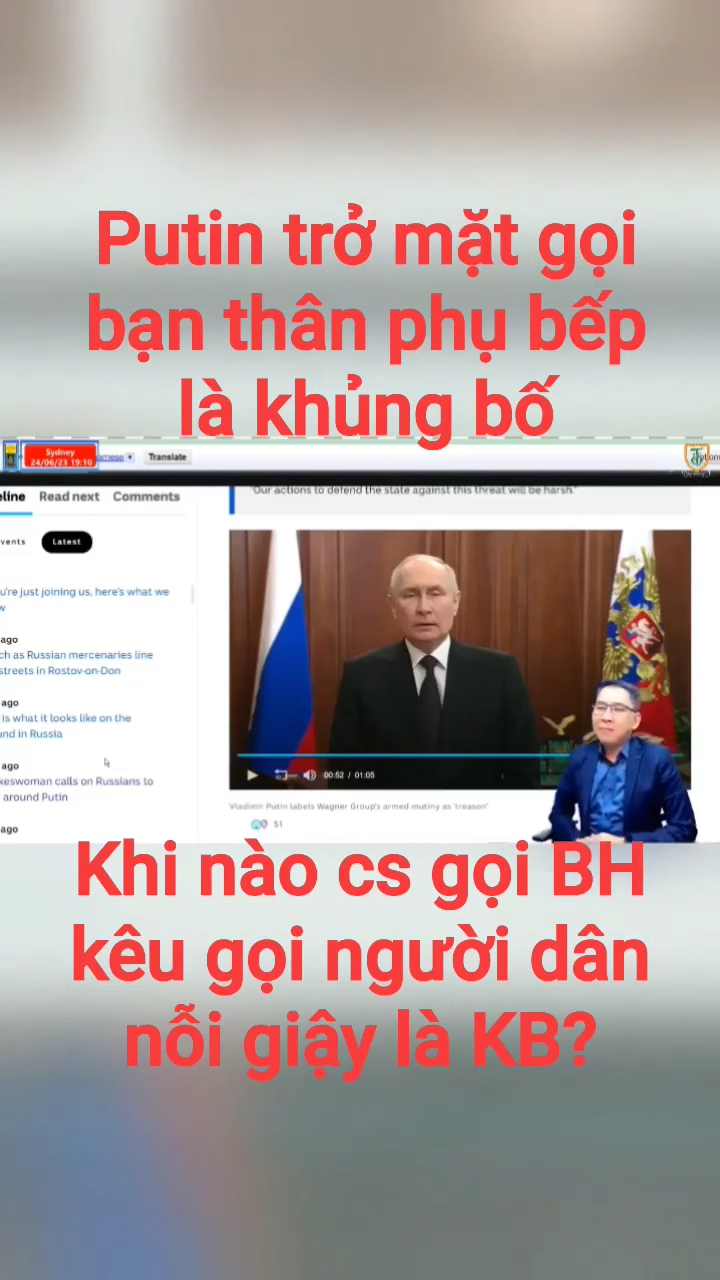 Putin trở mặt gọi
bạn thân phụ bếp
là khủng bố
Sydney
24/06/23 19:10
amese
Translate
eline Read next Comments
"Our actions to defend the state against this threat will be harsh."
vents
Latest
u're just joining us, here's what we
w
ago
ch as Russian mercenaries line
streets in Rostov-on-Don
ago
is what it looks like on the
und in Russia
ago
keswoman calls on Russians to
around Putin
ago
00:52 / 01:05
Vladimir Putin labels Wagner Group's armed mutiny as 'treason'
51
Khi nào cs gọi BH
kêu gọi người dân
nỗi giậy là KB?